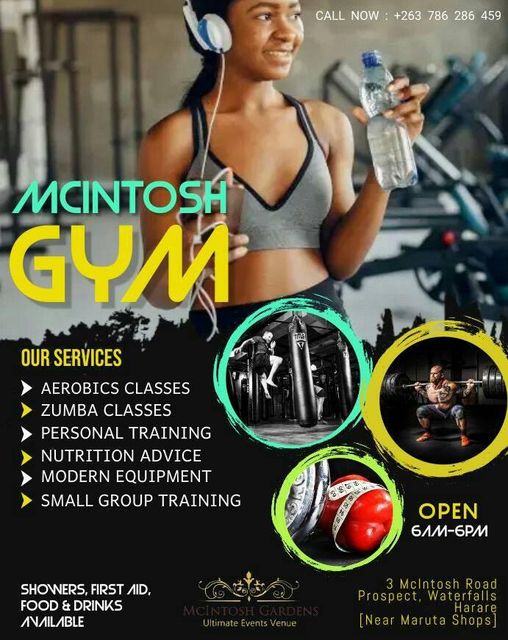 CALL NOW : +263 786 286 459
MCINTOSH
GYM
OUR SERVICES
AEROBICS CLASSES
ZUMBA CLASSES
PERSONAL TRAINING
NUTRITION ADVICE
MODERN EQUIPMENT
SMALL GROUP TRAINING
OPEN
6AM-6PM
SHOWERS, FIRST AID,
FOOD & DRINKS
AVAILABLE
MCINTOSH GARDENS
Ultimate Events Venue
3 McIntosh Road
Prospect, Waterfalls
Harare
[Near Maruta Shops]